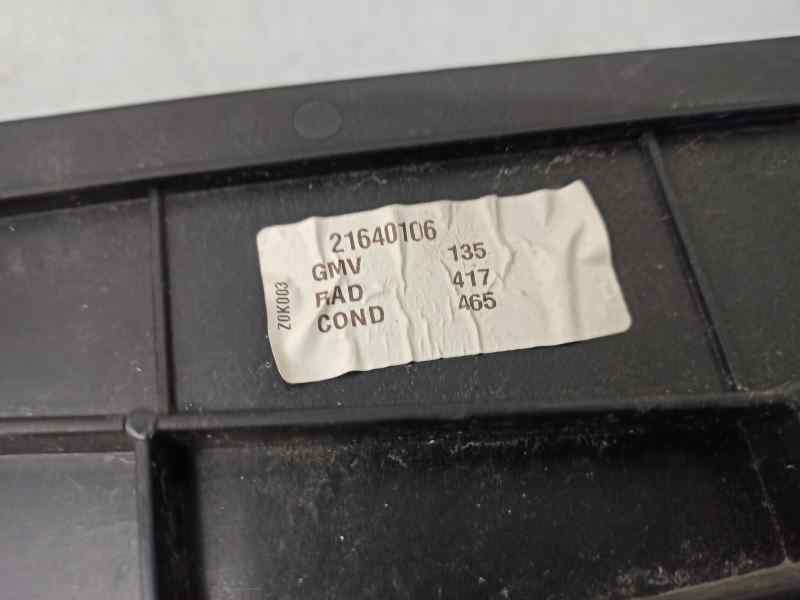 21640106
GMV 135
RAD 417
COND 465
Z0K003